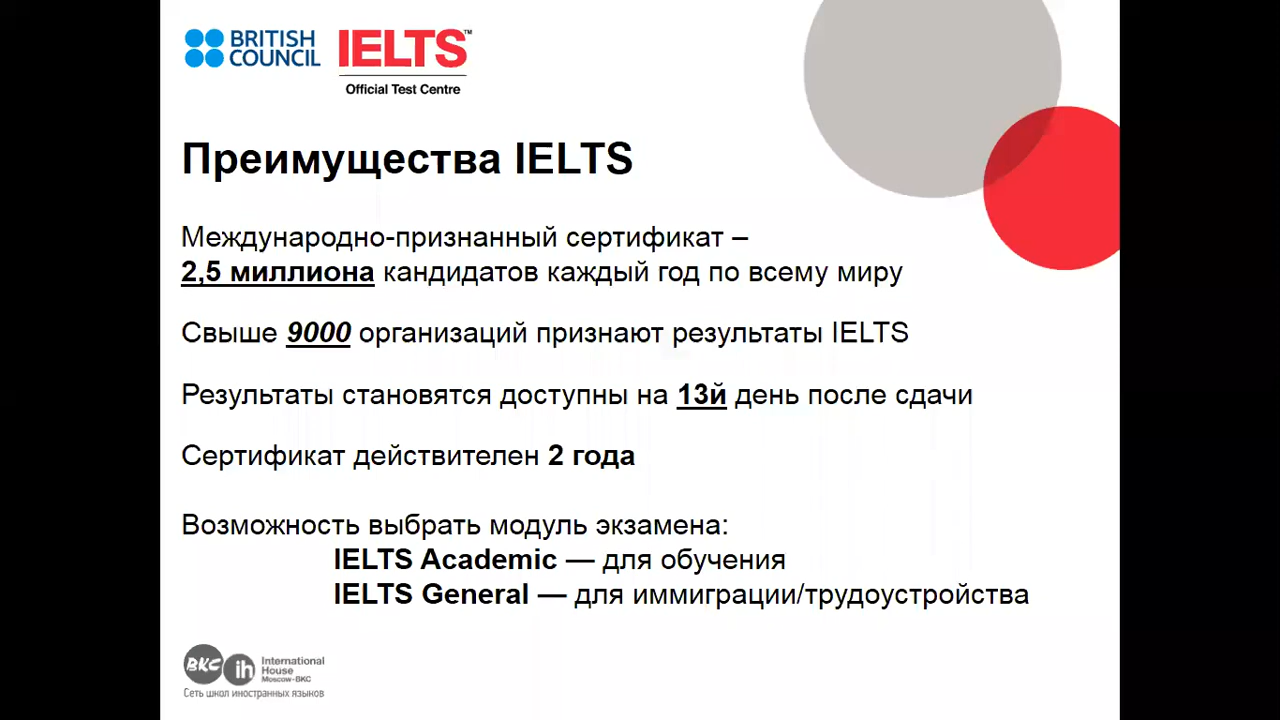 BRITISH
COUNCIL
IELTS™
Official Test Centre
Преимущества IELTS
Международно-признанный сертификат –
2,5 миллиона кандидатов каждый год по всему миру
Свыше 9000 организаций признают результаты IELTS
Результаты становятся доступны на 13й день после сдачи
Сертификат действителен 2 года
Возможность выбрать модуль экзамена:
IELTS Academic — для обучения
IELTS General — для иммиграции/трудоустройства
ВКС ih International
House
Moscow-ВКС
Сеть школ иностранных языков